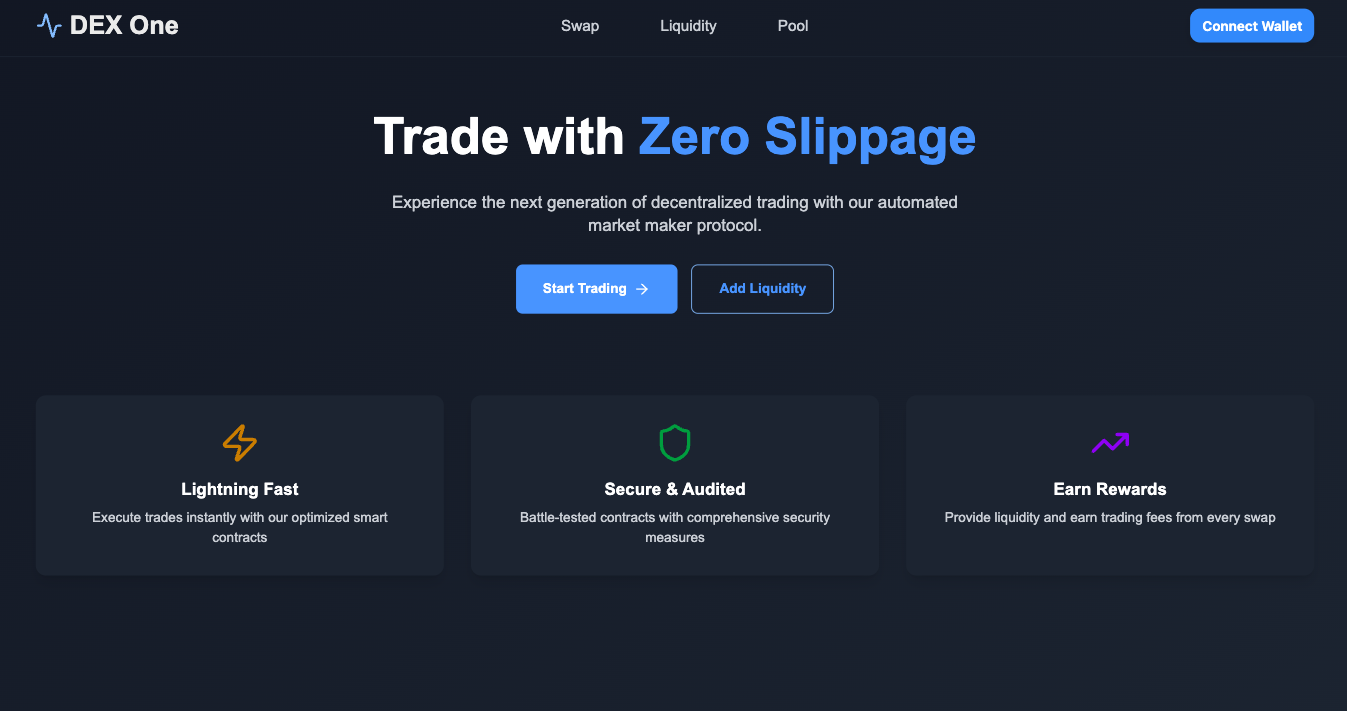 DEX One
Swap
Liquidity
Pool
Connect Wallet
Trade with Zero Slippage
Experience the next generation of decentralized trading with our automated
market maker protocol.
Start Trading
Add Liquidity
Lightning Fast
Execute trades instantly with our optimized smart
contracts
Secure & Audited
Battle-tested contracts with comprehensive security
measures
Earn Rewards
Provide liquidity and earn trading fees from every swap